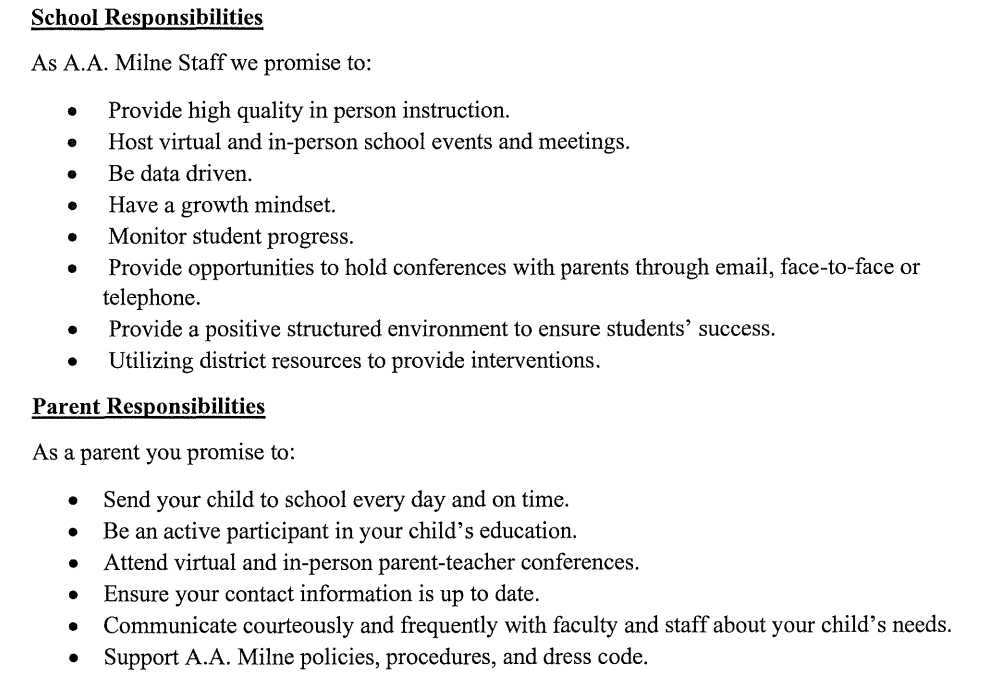 School Responsibilities
As A.A. Milne Staff we promise to:
• Provide high quality in person instruction.
• Host virtual and in-person school events and meetings.
• Be data driven.
• Have a growth mindset.
• Monitor student progress.
• Provide opportunities to hold conferences with parents through email, face-to-face or
telephone.
• Provide a positive structured environment to ensure students’ success.
• Utilizing district resources to provide interventions.
Parent Responsibilities
As a parent you promise to:
• Send your child to school every day and on time.
• Be an active participant in your child’s education.
• Attend virtual and in-person parent-teacher conferences.
• Ensure your contact information is up to date.
• Communicate courteously and frequently with faculty and staff about your child’s needs.
• Support A.A. Milne policies, procedures, and dress code.